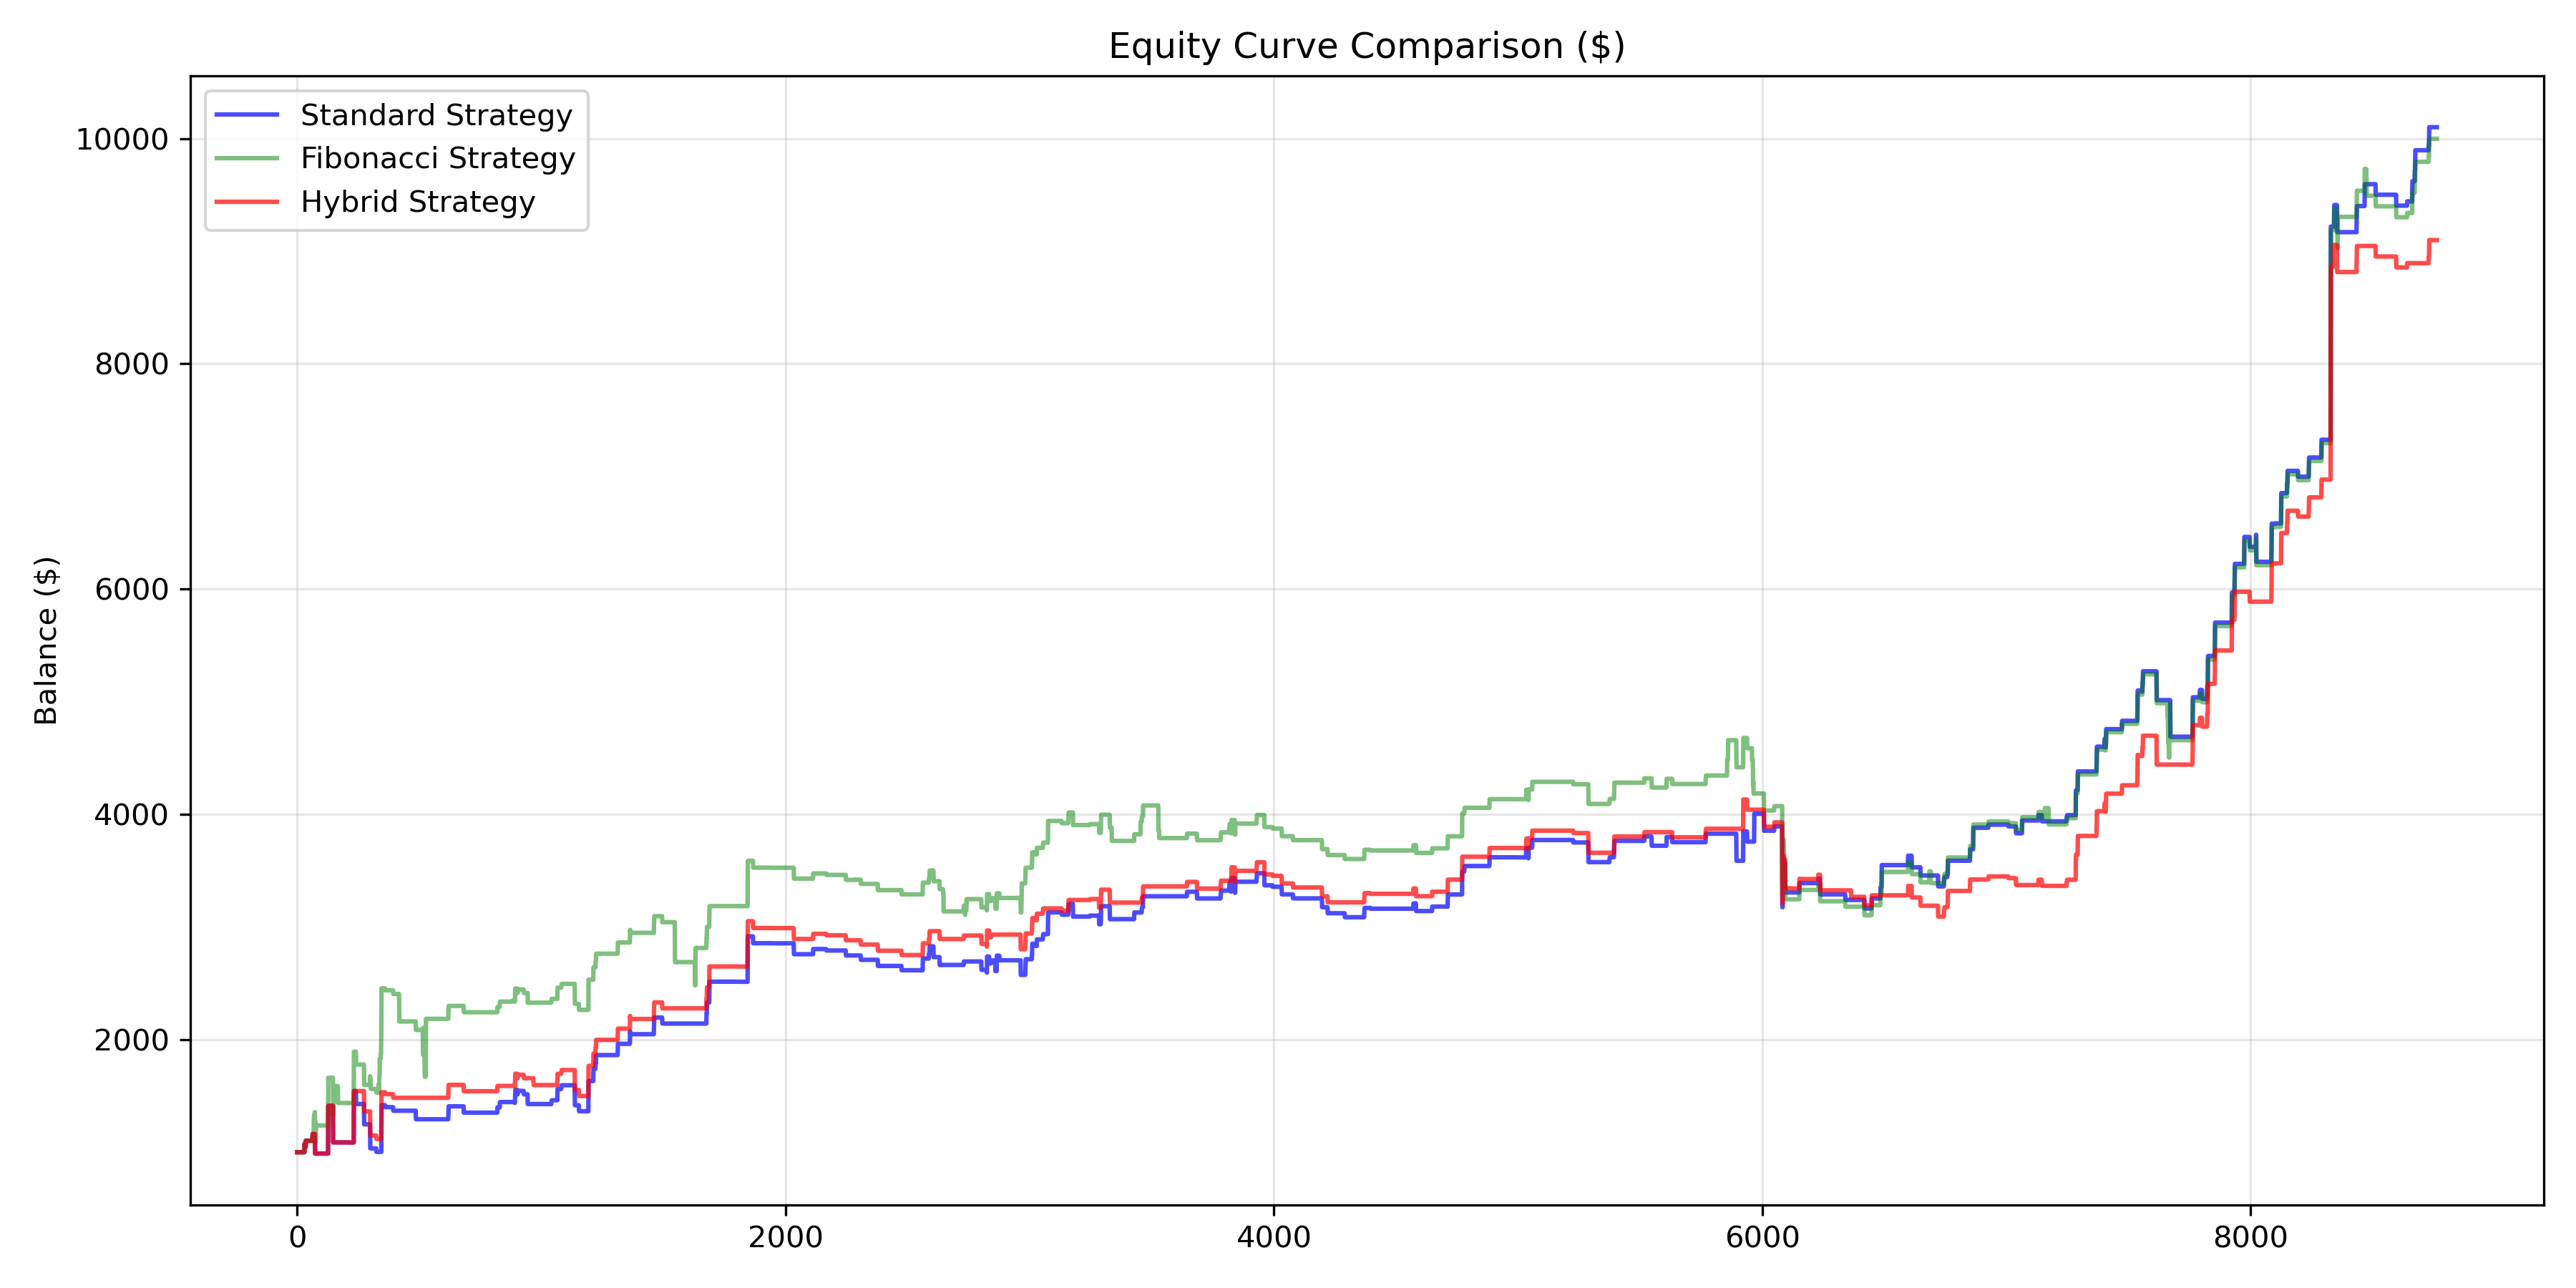 Equity Curve Comparison ($)
Standard Strategy
Fibonacci Strategy
Hybrid Strategy
Balance ($)
10000
8000
6000
4000
2000
0
2000
4000
6000
8000